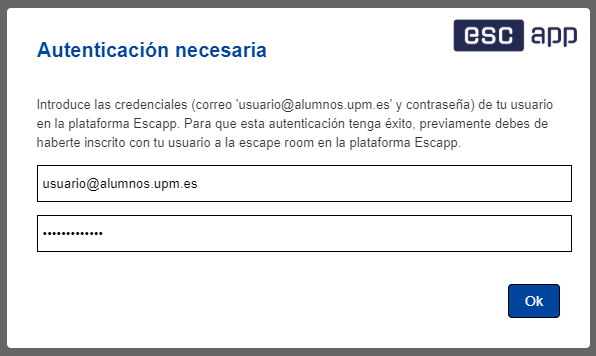 esc app
Autenticación necesaria
Introduce las credenciales (correo 'usuario@alumnos.upm.es' y contraseña) de tu usuario
en la plataforma Escapp. Para que esta autenticación tenga éxito, previamente debes de
haberte inscrito con tu usuario a la escape room en la plataforma Escapp.
usuario@alumnos.upm.es
•••••••••••••
Ok